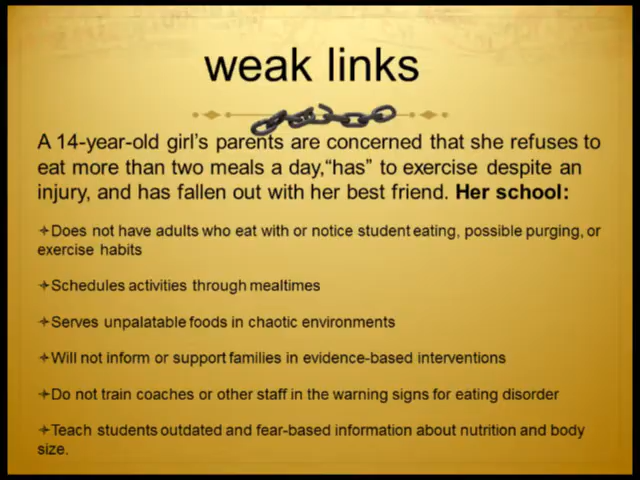 weak links
A 14-year-old girl's parents are concerned that she refuses to
eat more than two meals a day,"has" to exercise despite an
injury, and has fallen out with her best friend. Her school:
Does not have adults who eat with or notice student eating, possible purging, or
exercise habits
Schedules activities through mealtimes
Serves unpalatable foods in chaotic environments
Will not inform or support families in evidence-based interventions
Do not train coaches or other staff in the warning signs for eating disorder
Teach students outdated and fear-based information about nutrition and body
size.